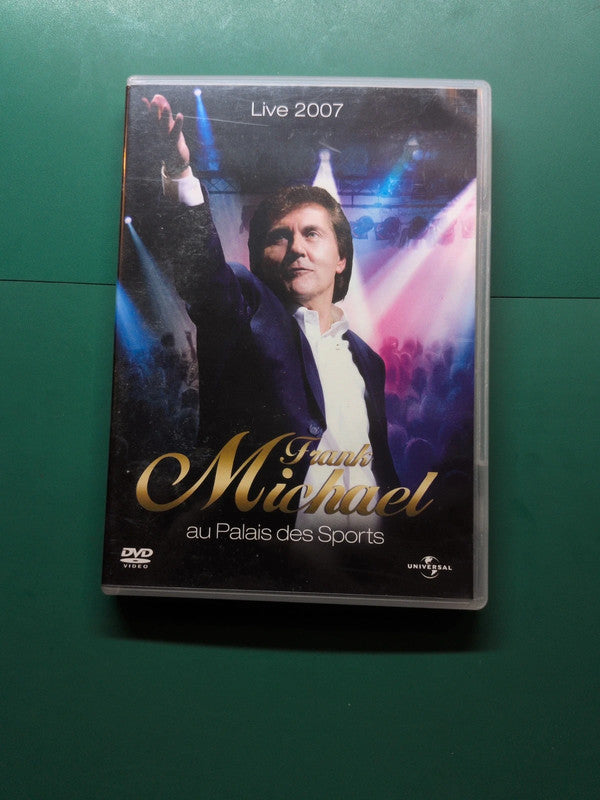 Live 2007
Frank
Michael
au Palais des Sports
DVD
VIDEO
UNIVERSAL